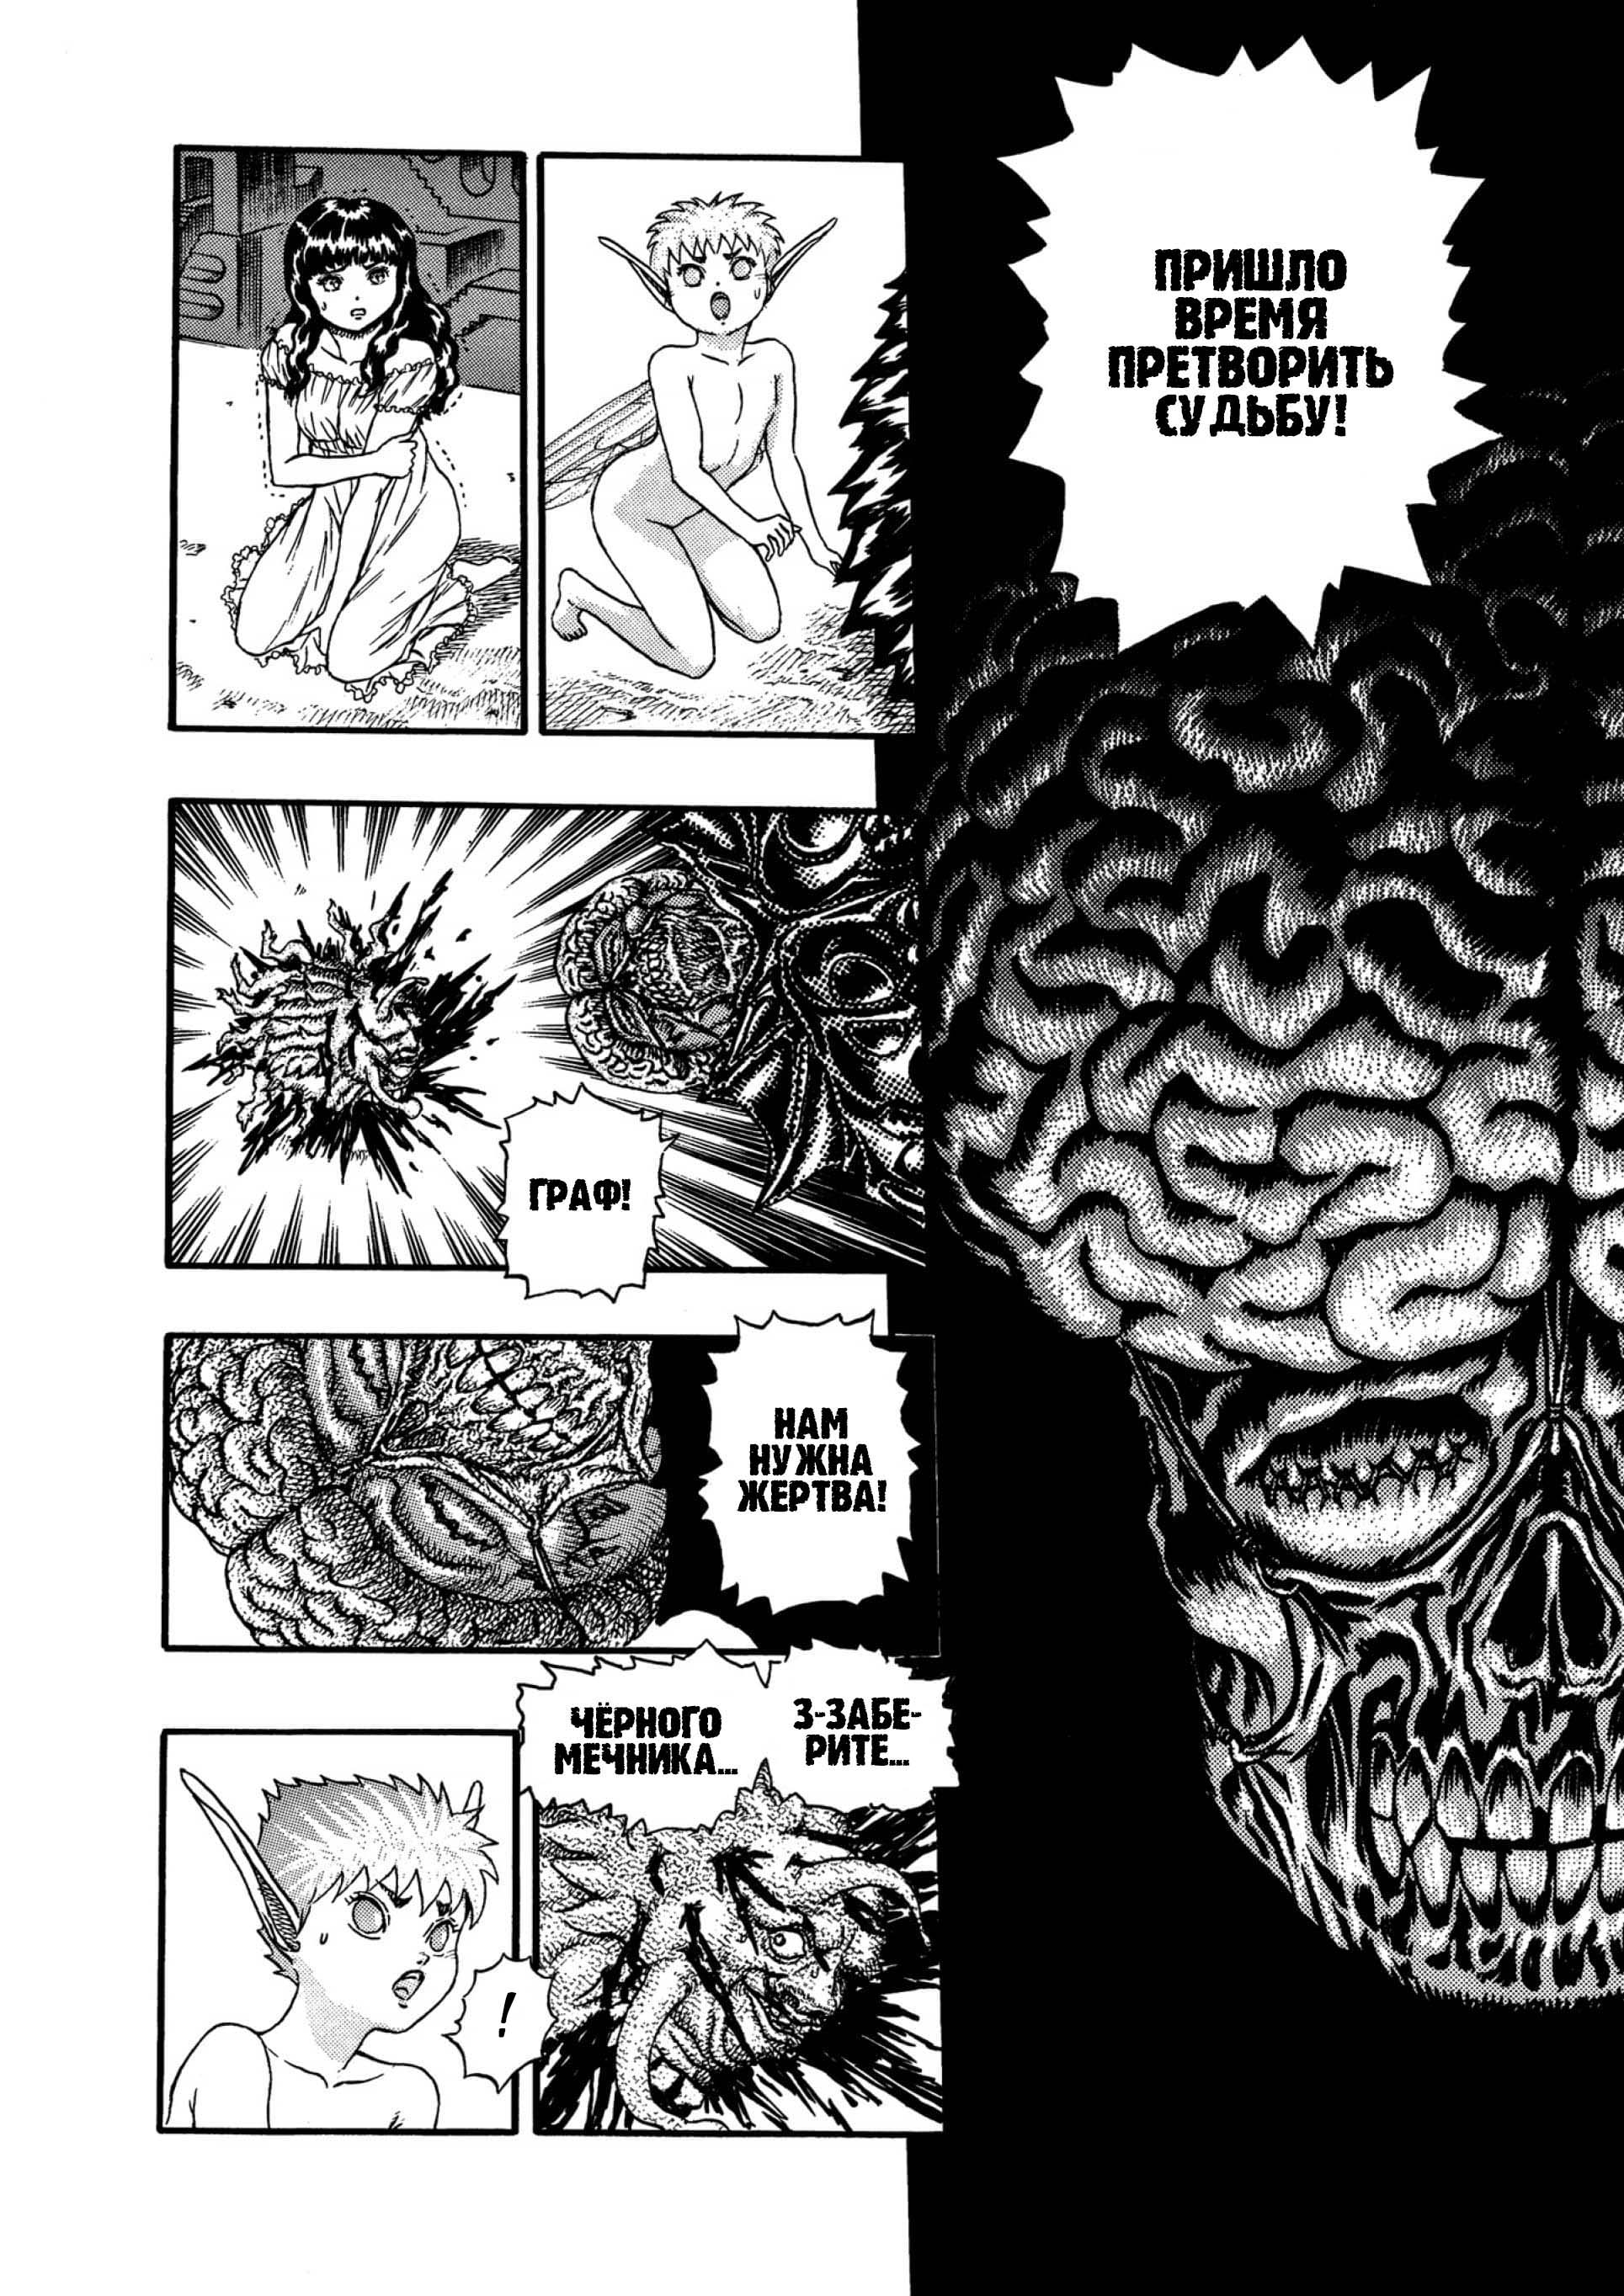 ПРИШЛО
ВРЕМЯ
ПРЕТВОРИТЬ
СУДЬБУ!
ГРАФ!
НАМ
НУЖНА
ЖЕРТВА!
З-ЗАБЕ-
РИТЕ...
ЧЁРНОГО
МЕЧНИКА...
!